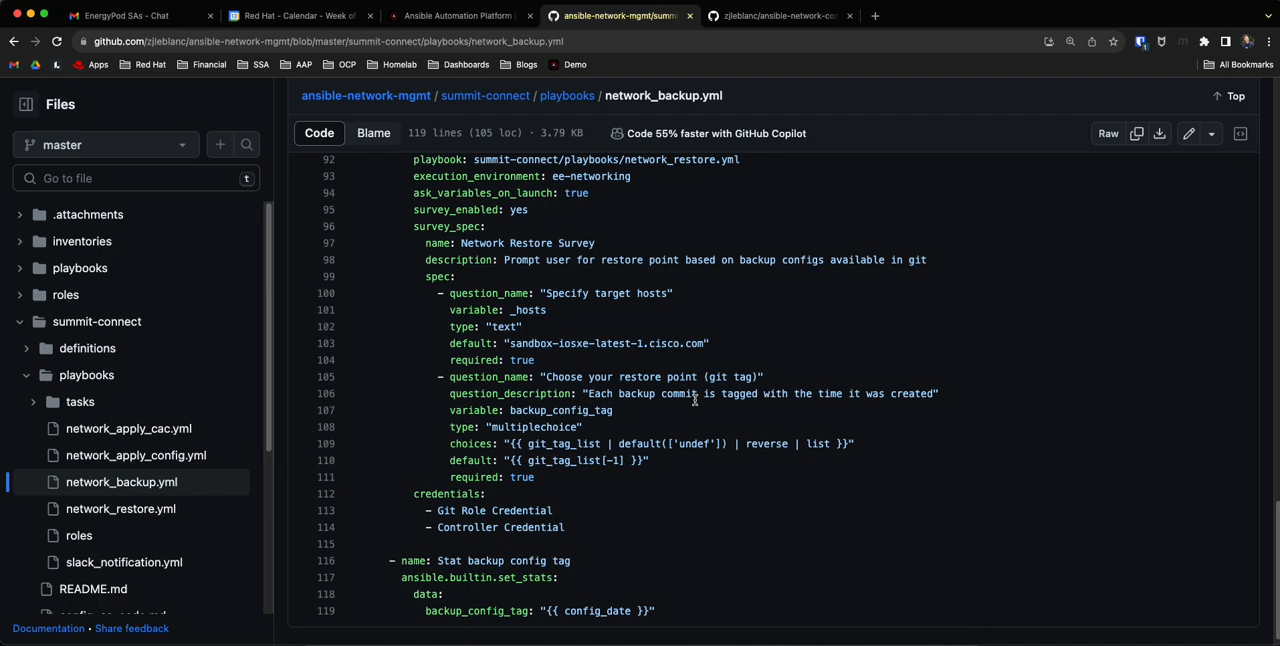 EnergyPod SAs - Chat
Red Hat - Calendar - Week of
Ansible Automation Platform
ansible-network-mgmt/summ
zjleblanc/ansible-network-con
github.com/zjleblanc/ansible-network-mgmt/blob/master/summit-connect/playbooks/network_backup.yml
Apps
Red Hat
Financial
SSA
AAP
OCP
Homelab
Dashboards
Blogs
Demo
All Bookmarks
Files
master
Go to file
t
.attachments
inventories
playbooks
roles
summit-connect
definitions
playbooks
tasks
network_apply_cac.yml
network_apply_config.yml
network_backup.yml
network_restore.yml
roles
slack_notification.yml
README.md
Documentation • Share feedback
ansible-network-mgmt / summit-connect / playbooks / network_backup.yml
Top
Code
Blame
119 lines (105 loc) · 3.79 KB
Code 55% faster with GitHub Copilot
Raw
92 playbook: summit-connect/playbooks/network_restore.yml
93 execution_environment: ee-networking
94 ask_variables_on_launch: true
95 survey_enabled: yes
96 survey_spec:
97 name: Network Restore Survey
98 description: Prompt user for restore point based on backup configs available in git
99 spec:
100 - question_name: "Specify target hosts"
101 variable: _hosts
102 type: "text"
103 default: "sandbox-iosxe-latest-1.cisco.com"
104 required: true
105 - question_name: "Choose your restore point (git tag)"
106 question_description: "Each backup commit is tagged with the time it was created"
107 variable: backup_config_tag
108 type: "multiplechoice"
109 choices: "{{ git_tag_list | default(['undef']) | reverse | list }}"
110 default: "{{ git_tag_list[-1] }}"
111 required: true
112 credentials:
113 - Git Role Credential
114 - Controller Credential
115
116 - name: Stat backup config tag
117 ansible.builtin.set_stats:
118 data:
119 backup_config_tag: "{{ config_date }}"